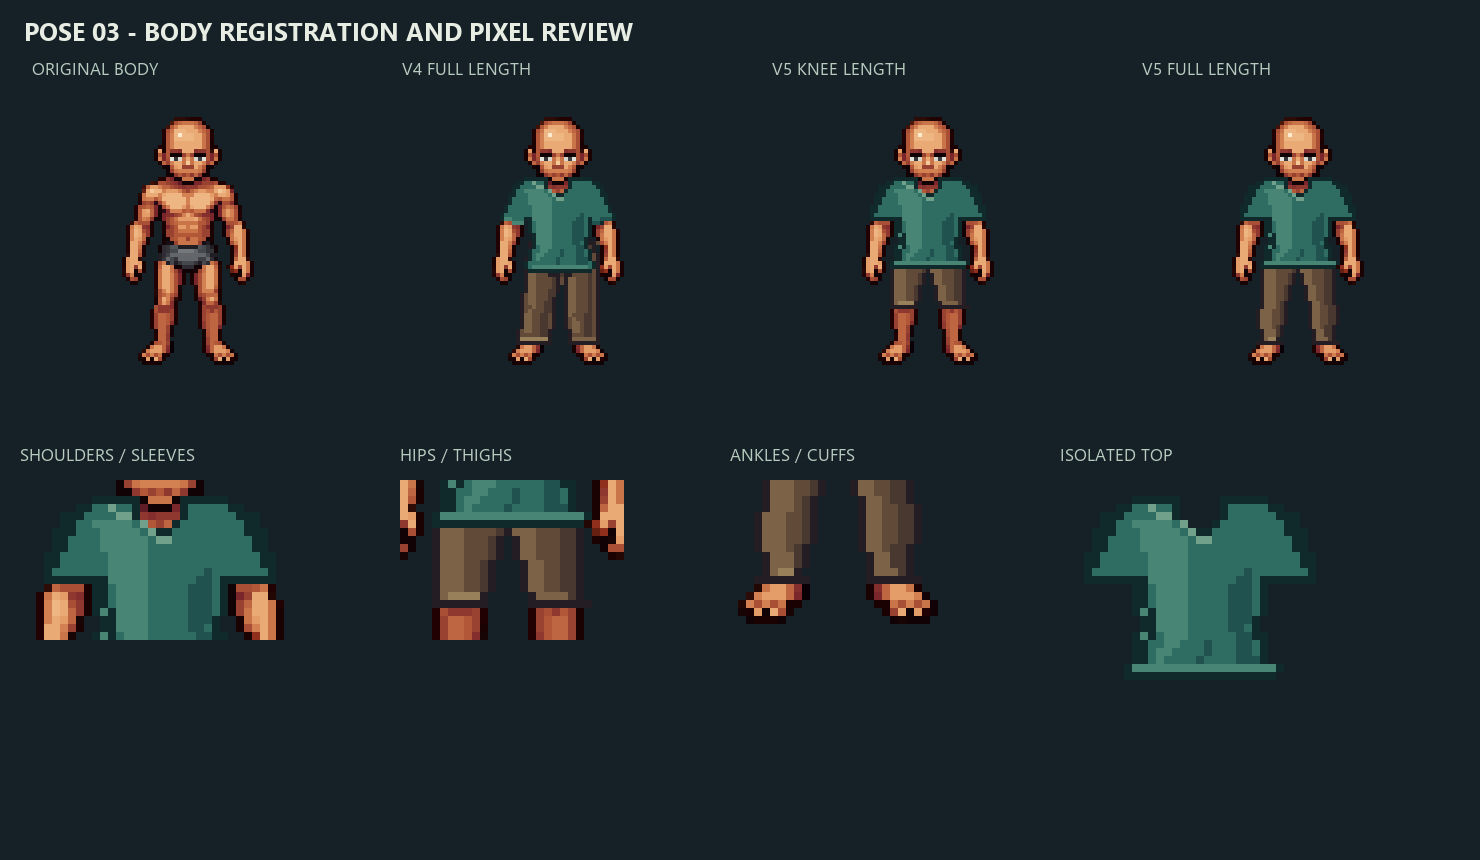 POSE 03 - BODY REGISTRATION AND PIXEL REVIEW
ORIGINAL BODY
V4 FULL LENGTH
V5 KNEE LENGTH
V5 FULL LENGTH
SHOULDERS / SLEEVES
HIPS / THIGHS
ANKLES / CUFFS
ISOLATED TOP